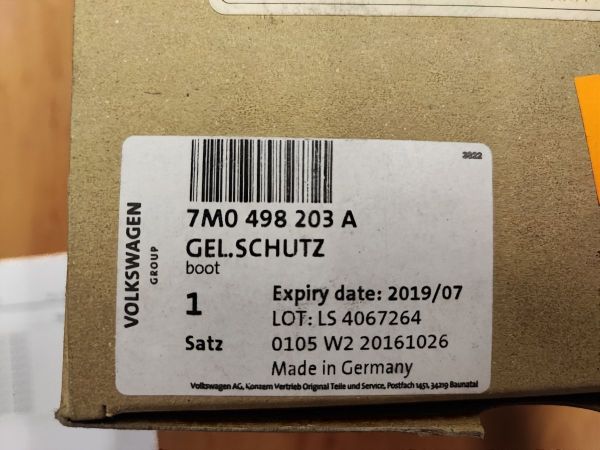 3822
7M0 498 203 A
GEL.SCHUTZ
boot
VOLKSWAGEN
GROUP
1
Satz
Expiry date: 2019/07
LOT: LS 4067264
0105 W2 20161026
Made in Germany
Volkswagen AG, Konzern Vertrieb Original Teile und Service, Postfach 1451, 34219 Baunatal